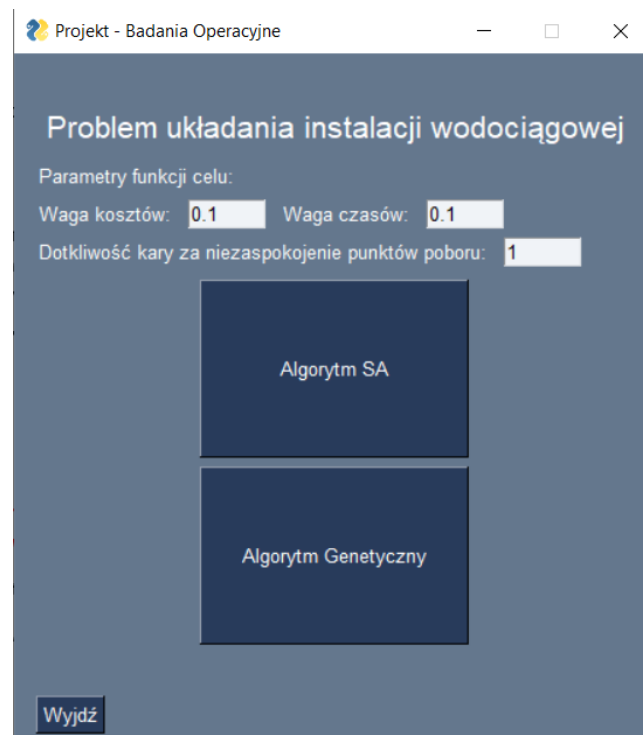 Projekt - Badania Operacyjne
Problem układania instalacji wodociągowej
Parametry funkcji celu:
Waga kosztów: 0.1 Waga czasów: 0.1
Dotkliwość kary za niezaspokojenie punktów poboru: 1
Algorytm SA
Algorytm Genetyczny
Wyjdź